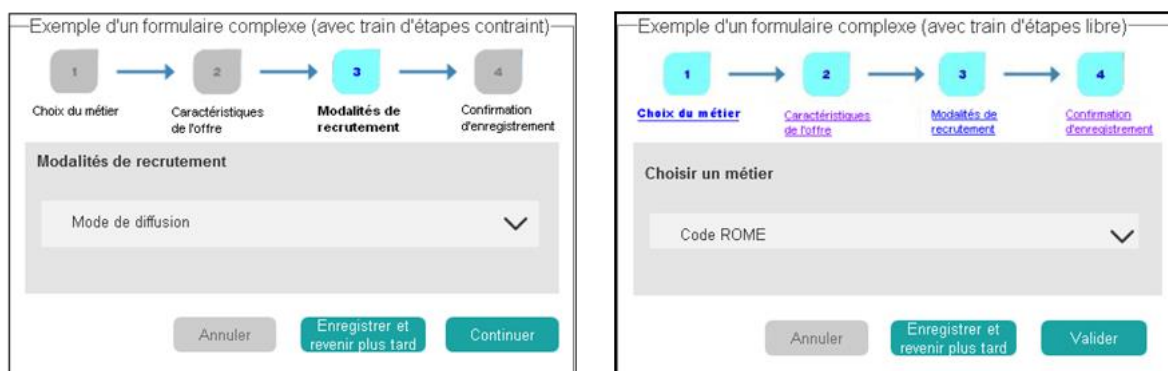 Exemple d'un formulaire complexe (avec train d'étapes contraint)
1
2
3
4
Choix du métier
Caractéristiques
de l'offre
Modalités de
recrutement
Confirmation
d'enregistrement
Modalités de recrutement
Mode de diffusion
Annuler
Enregistrer et
revenir plus tard
Continuer
Exemple d'un formulaire complexe (avec train d'étapes libre)
1
2
3
4
Choix du métier
Caractéristiques
de l'offre
Modalités de
recrutement
Confirmation
d'enregistrement
Choisir un métier
Code ROME
Annuler
Enregistrer et
revenir plus tard
Valider